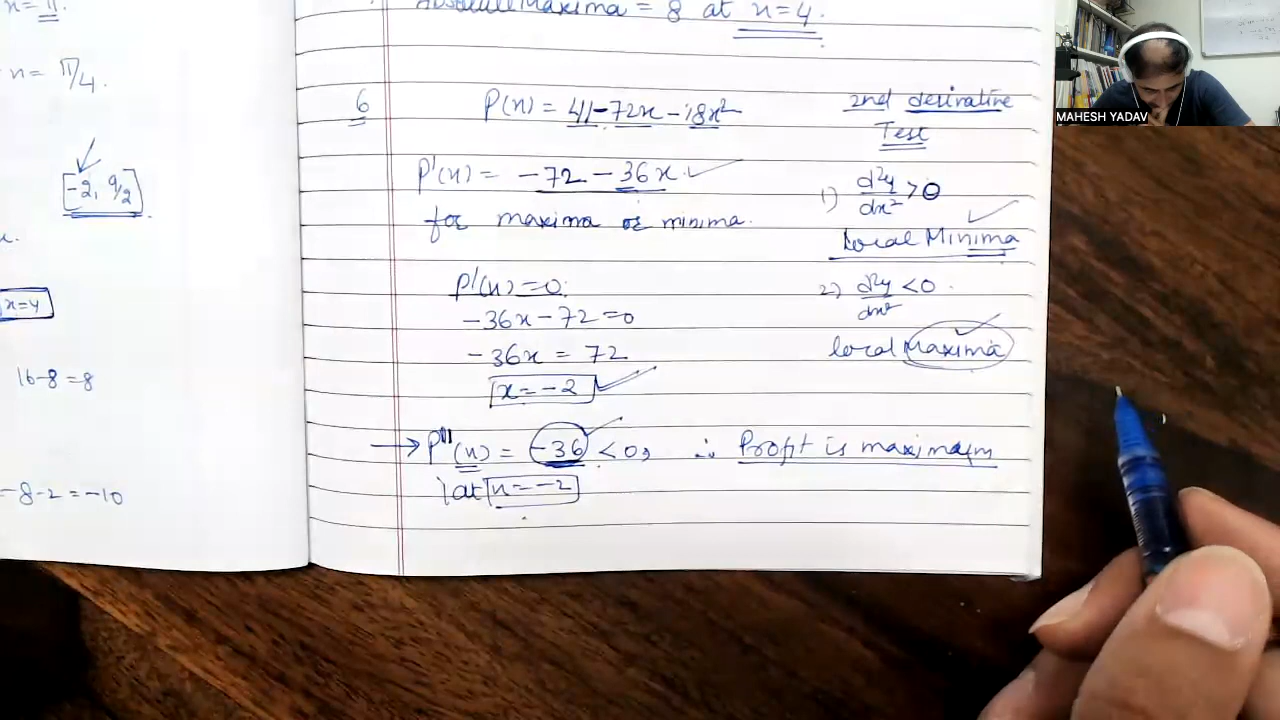 x=π.
x= π/4.
[-2, 9/2]
x.
x=4
16-8=8
-8-2=-10
Absolute Maxima = 8 at x=4.
6 P(x) = 41-72x-18x²
P'(x) = -72-36x.
for maxima or minima.
P'(x)=0.
-36x-72=0
-36x = 72
x=-2
→ P"(x) = -36 <0, ∴ Profit is maximum
at x=-2
2nd derivative
Test
1) d²y/dx² >0
Local Minima
2) d²y/dx² <0.
local Maxima
MAHESH YADAV